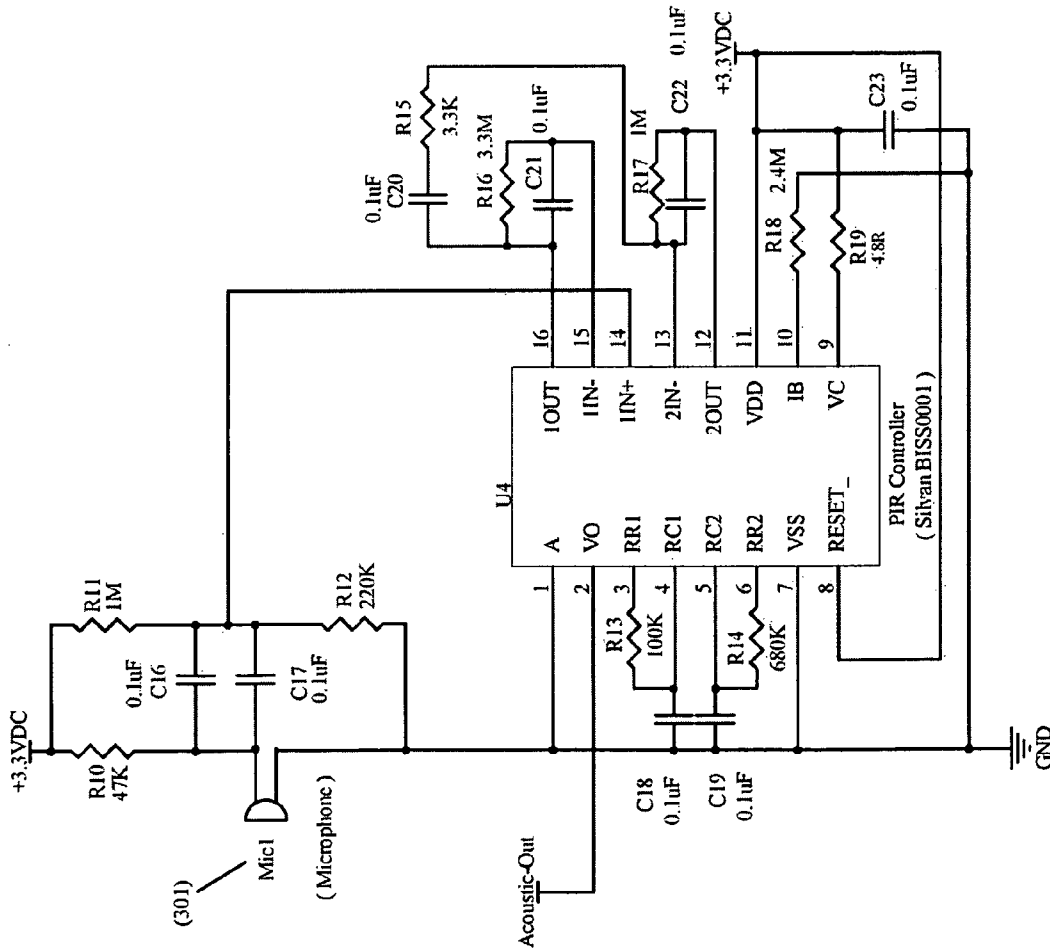 +3.3VDC
R10
47K
R11
1M
0.1uF
C16
C17
0.1uF
R12
220K
(301)
Mic1
( Microphone )
Acoustic-Out
C18
0.1uF
C19
0.1uF
R13
100K
R14
680K
GND
U4
1
2
3
4
5
6
7
8
A
VO
RR1
RC1
RC2
RR2
VSS
RESET_
1OUT
1IN-
1IN+
2IN-
2OUT
VDD
IB
VC
16
15
14
13
12
11
10
9
PIR Controller
( Silvan BISS0001 )
0.1uF
C20
R15
3.3K
R16
3.3M
C21
0.1uF
R17
1M
C22
0.1uF
R18
2.4M
R19
4.8R
+3.3VDC
C23
0.1uF